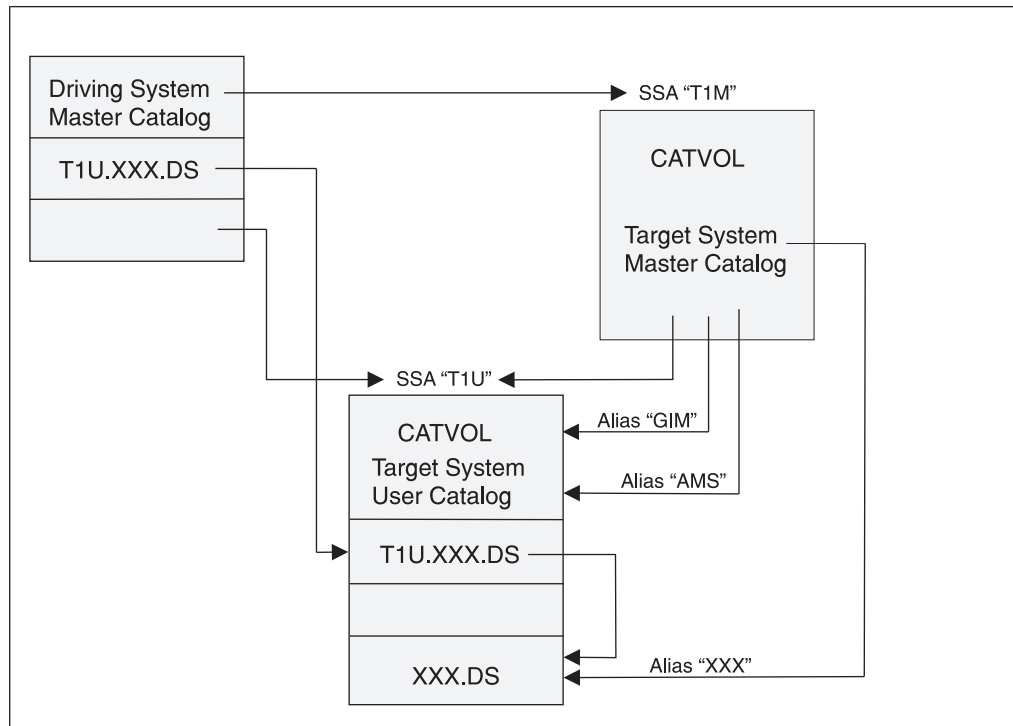 Driving System
Master Catalog
T1U.XXX.DS
SSA “T1M”
CATVOL
Target System
Master Catalog
SSA “T1U”
CATVOL
Target System
User Catalog
Alias “GIM”
Alias “AMS”
T1U.XXX.DS
XXX.DS
Alias “XXX”